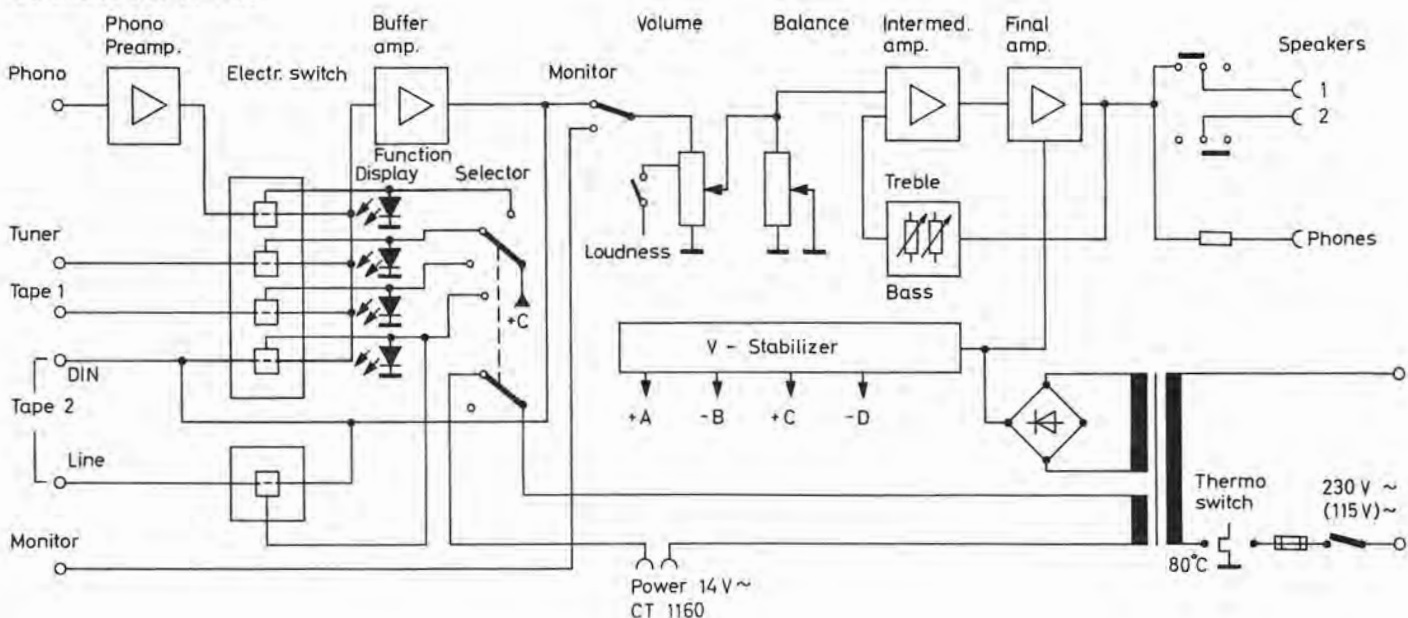 Phono
Preamp.
Buffer
amp.
Volume
Balance
Intermed.
amp.
Final
amp.
Speakers
Phono
Electr. switch
Monitor
1
2
Function
Display
Selector
Treble
Tuner
Loudness
Phones
Tape 1
Bass
+C
V - Stabilizer
DIN
+A
-B
+C
-D
Tape 2
Line
Thermo
switch
230 V ~
(115 V) ~
Monitor
80°C
Power 14 V ~
CT 1160